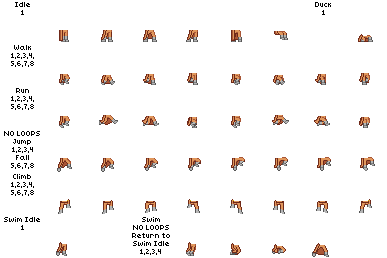 Idle
1
Duck
1
Walk
1,2,3,4,
5,6,7,8
Run
1,2,3,4,
5,6,7,8
NO LOOPS
Jump
1,2,3,4
Fall
5,6,7,8
Climb
1,2,3,4,
5,6,7,8
Swim Idle
1
Swim
NO LOOPS
Return to
Swim Idle
1,2,3,4